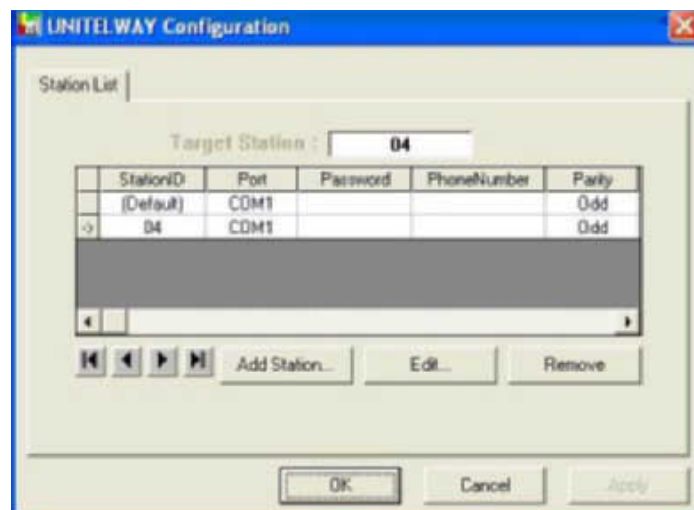 UNITELWAY Configuration
Station List
Target Station : 04
StationID Port Password PhoneNumber Parity
(Default) COM1 Odd
04 COM1 Odd
Add Station... Edit... Remove
OK Cancel Apply